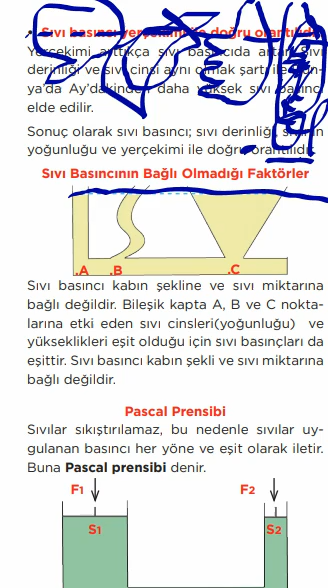 Sıvı basıncı yerçekimi ile doğru orantılıdır.
Yerçekimi arttıkça sıvı basıncıda artar. Sıvı
derinliği ve sıvı cinsi aynı olmak şartı ile Dün-
ya’da Ay’dakinden daha yüksek sıvı basıncı
elde edilir.
Sonuç olarak sıvı basıncı; sıvı derinliği, sıvının
yoğunluğu ve yerçekimi ile doğru orantılıdır.
Sıvı Basıncının Bağlı Olmadığı Faktörler
.A .B .C
Sıvı basıncı kabın şekline ve sıvı miktarına
bağlı değildir. Bileşik kapta A, B ve C nokta-
larına etki eden sıvı cinsleri(yoğunluğu) ve
yükseklikleri eşit olduğu için sıvı basınçları da
eşittir. Sıvı basıncı kabın şekli ve sıvı miktarına
bağlı değildir.
Pascal Prensibi
Sıvılar sıkıştırılamaz, bu nedenle sıvılar uy-
gulanan basıncı her yöne ve eşit olarak iletir.
Buna Pascal prensibi denir.
F1 F2
S1 S2